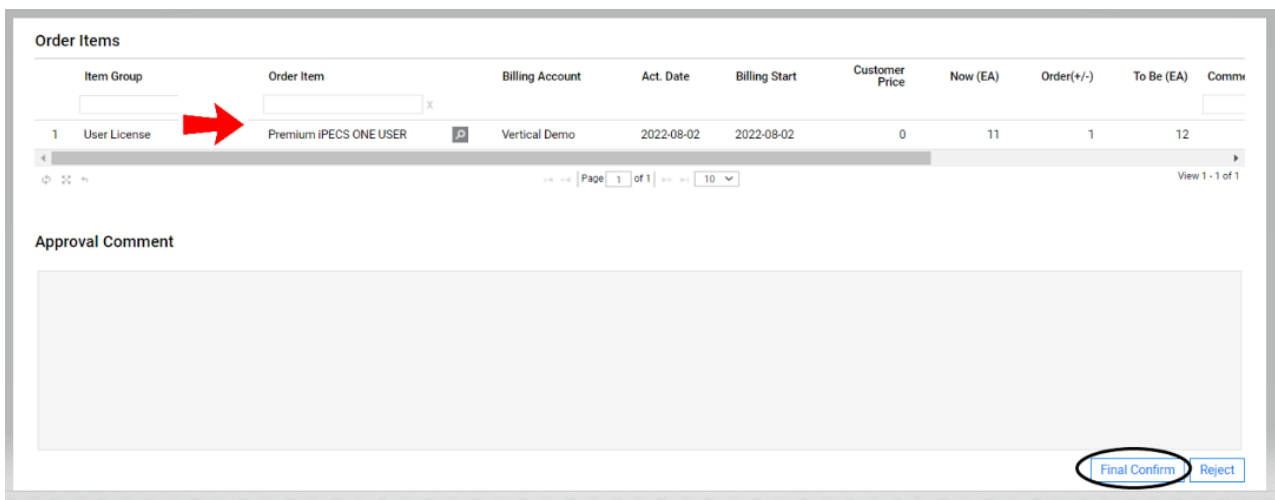 Order Items
Item Group Order Item Billing Account Act. Date Billing Start Customer Price Now (EA) Order(+/-) To Be (EA) Comme
X
1 User License Premium iPECS ONE USER Vertical Demo 2022-08-02 2022-08-02 0 11 1 12
Page 1 of 1 10 View 1 - 1 of 1
Approval Comment
Final Confirm Reject